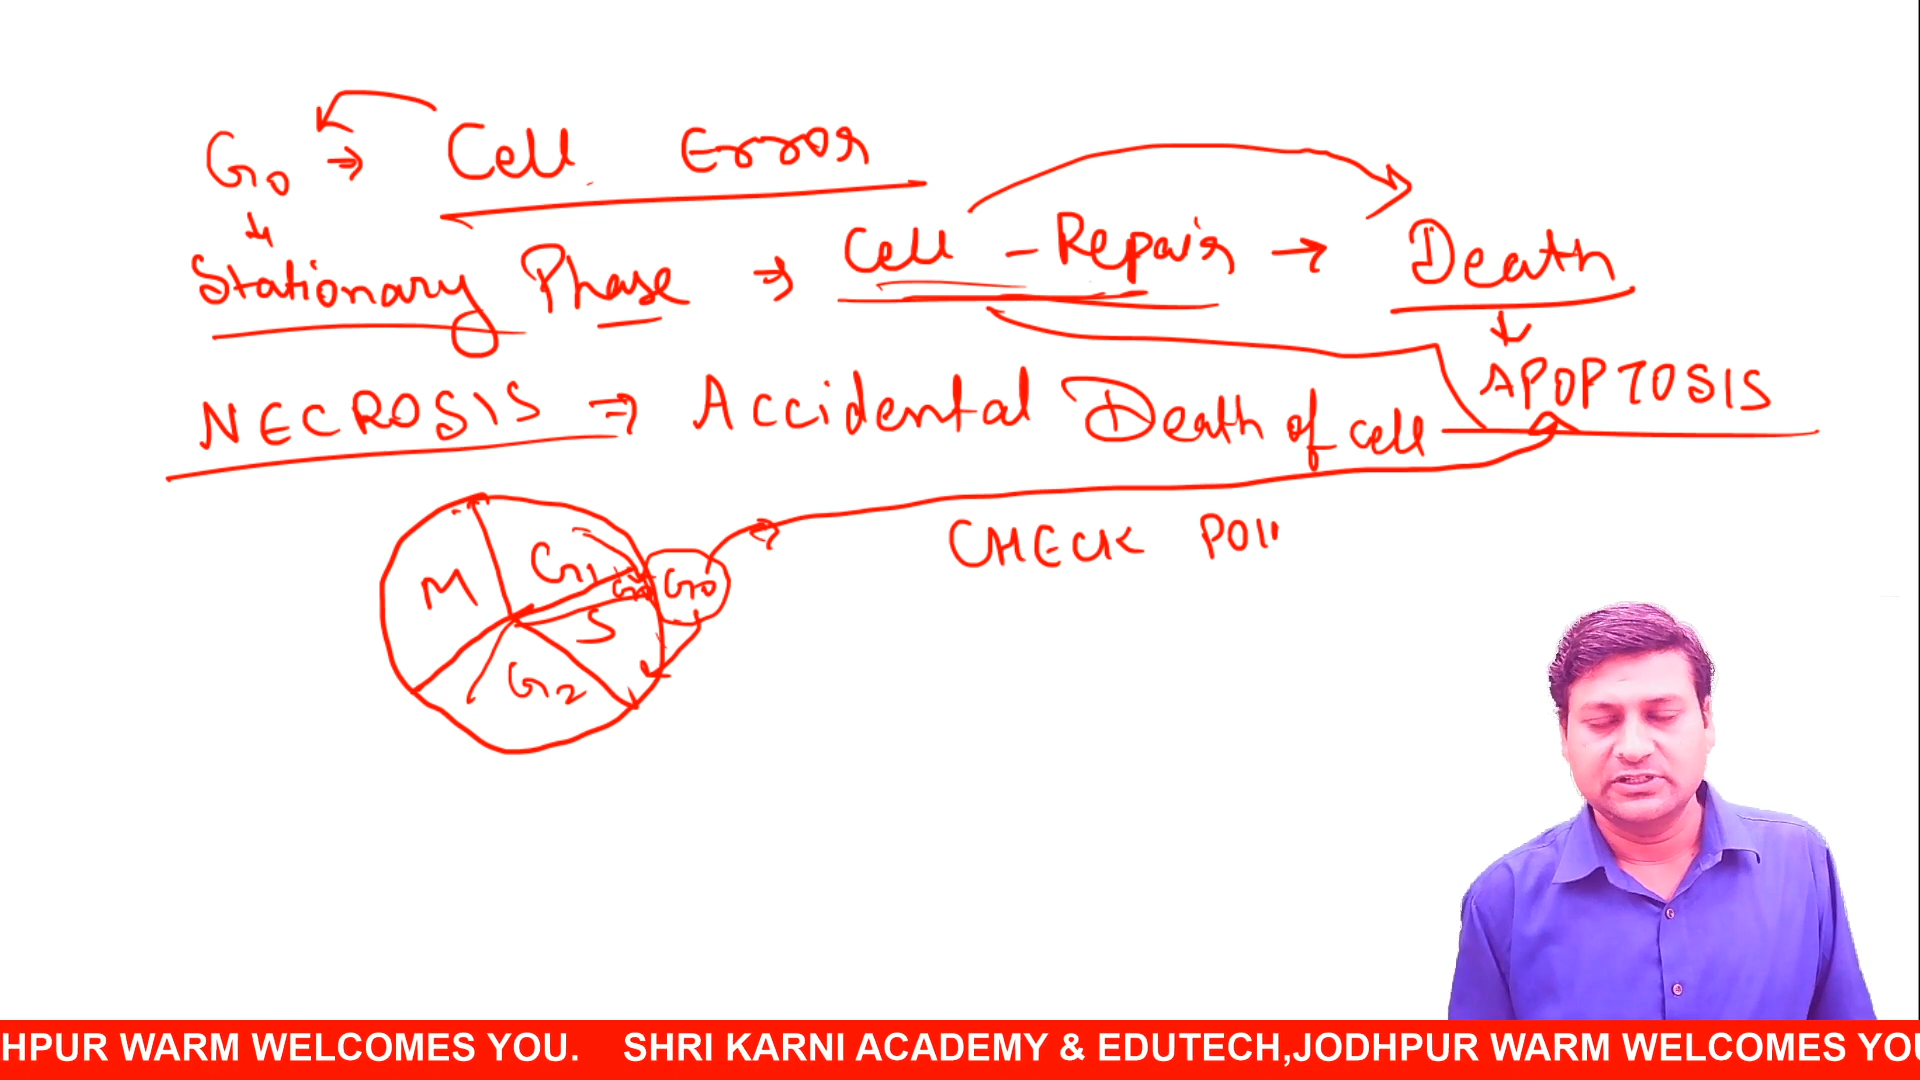 G0 → Cell Error
Stationary Phase → Cell - Repair → Death
APOPTOSIS
NECROSIS ⇒ Accidental Death of cell
CHECK POI
M G1 G0 G0
S
G2
HPUR WARM WELCOMES YOU. SHRI KARNI ACADEMY & EDUTECH,JODHPUR WARM WELCOMES YOU